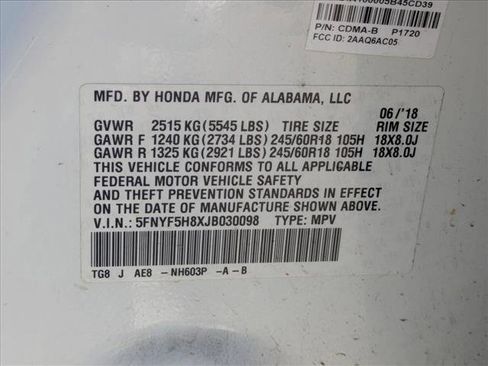 P/N: CDMA-B P1720
FCC ID: 2AAQ6AC05
MFD. BY HONDA MFG. OF ALABAMA, LLC
06/'18
GVWR 2515 KG (5545 LBS) TIRE SIZE RIM SIZE
GAWR F 1240 KG (2734 LBS) 245/60R18 105H 18X8.0J
GAWR R 1325 KG (2921 LBS) 245/60R18 105H 18X8.0J
THIS VEHICLE CONFORMS TO ALL APPLICABLE
FEDERAL MOTOR VEHICLE SAFETY
AND THEFT PREVENTION STANDARDS IN EFFECT
ON THE DATE OF MANUFACTURE SHOWN ABOVE.
V.I.N.: 5FNYF5H8XJB030098 TYPE: MPV
TG8 J AE8 - NH603P -A - B